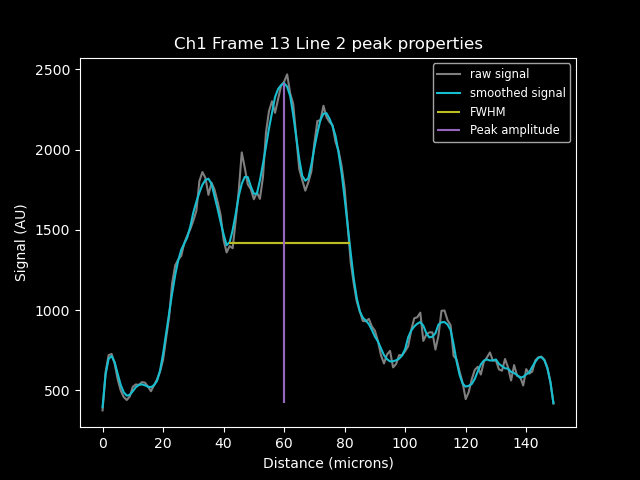 Ch1 Frame 13 Line 2 peak properties
raw signal
smoothed signal
FWHM
Peak amplitude
Signal (AU)
2500
2000
1500
1000
500
0 20 40 60 80 100 120 140
Distance (microns)